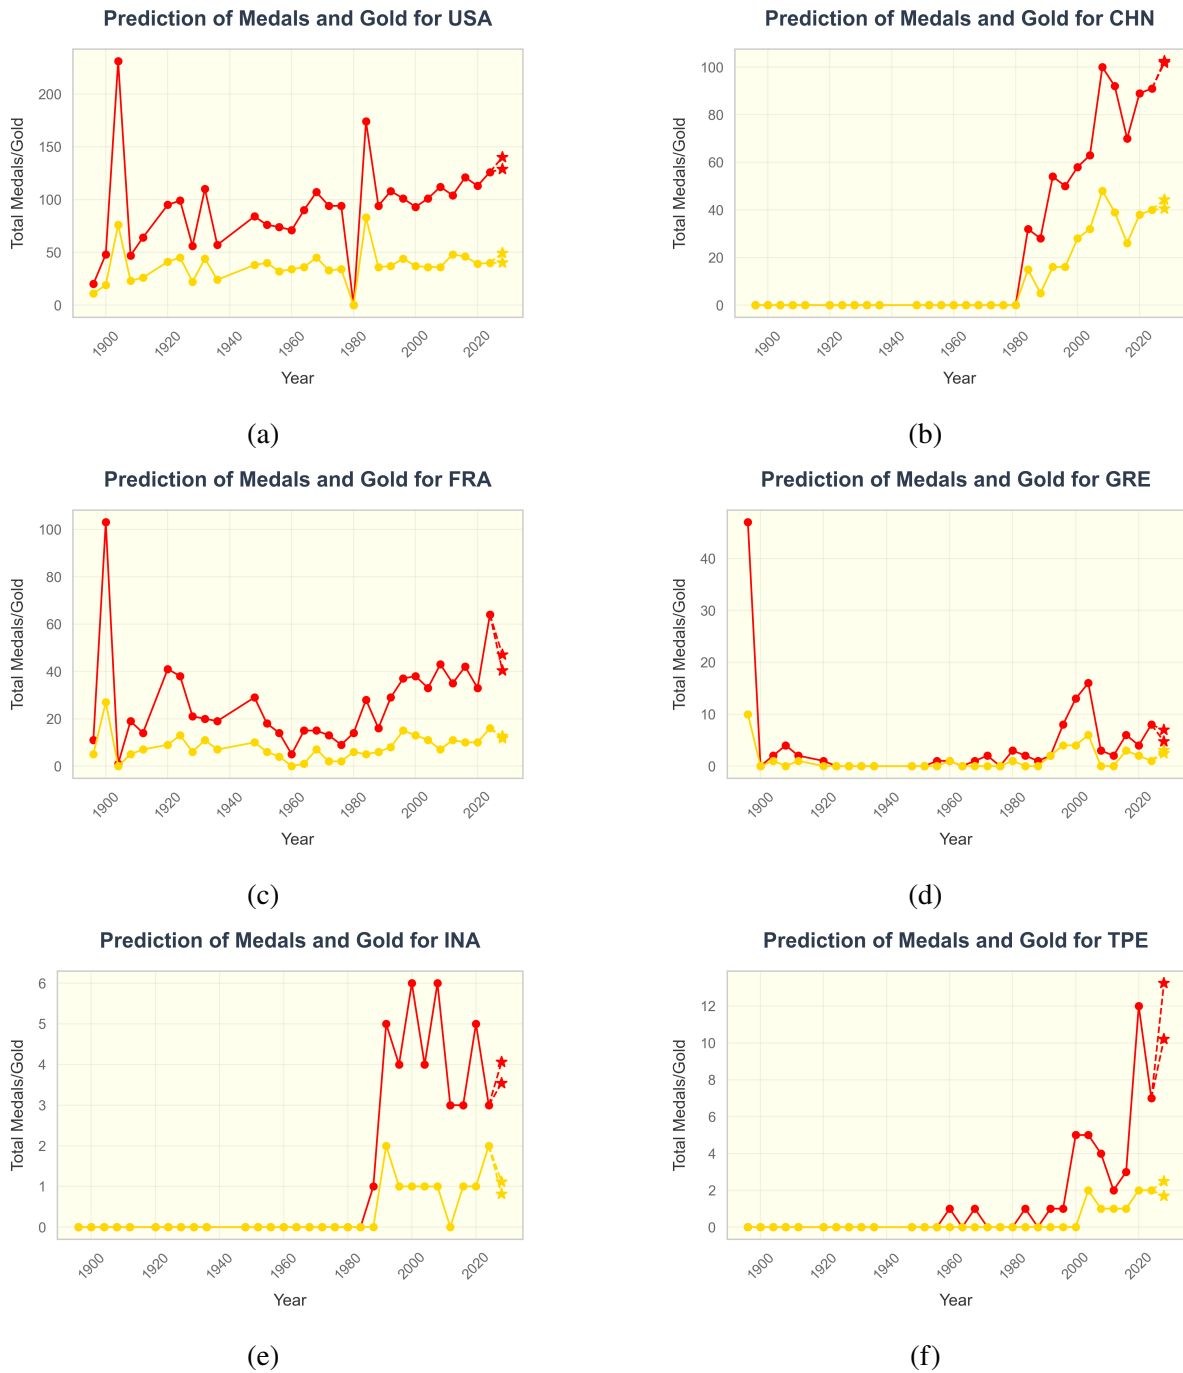 Prediction of Medals and Gold for USA
Total Medals/Gold
200
150
100
50
0
1900 1920 1940 1960 1980 2000 2020
Year
(a)
Prediction of Medals and Gold for CHN
Total Medals/Gold
100
80
60
40
20
0
1900 1920 1940 1960 1980 2000 2020
Year
(b)
Prediction of Medals and Gold for FRA
Total Medals/Gold
100
80
60
40
20
0
1900 1920 1940 1960 1980 2000 2020
Year
(c)
Prediction of Medals and Gold for GRE
Total Medals/Gold
40
30
20
10
0
1900 1920 1940 1960 1980 2000 2020
Year
(d)
Prediction of Medals and Gold for INA
Total Medals/Gold
6
5
4
3
2
1
0
1900 1920 1940 1960 1980 2000 2020
Year
(e)
Prediction of Medals and Gold for TPE
Total Medals/Gold
12
10
8
6
4
2
0
1900 1920 1940 1960 1980 2000 2020
Year
(f)